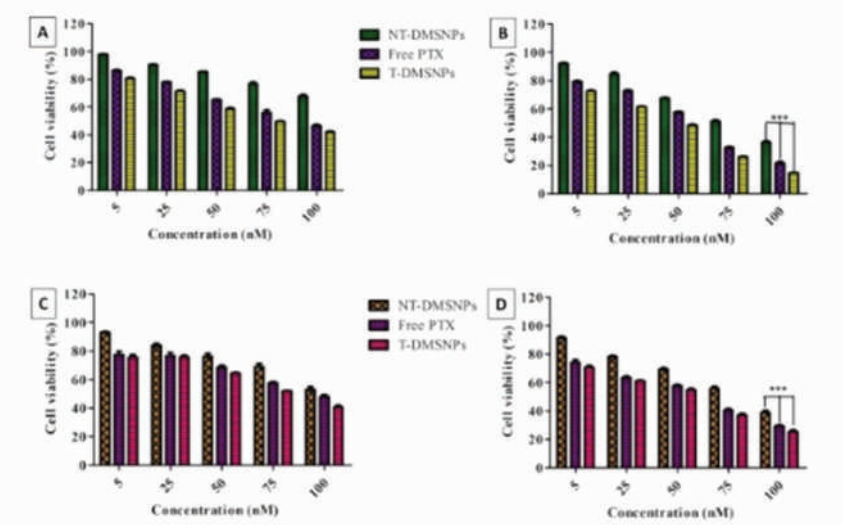 A
120
100
80
60
40
20
0
Cell viability (%)
5 25 50 75 100
Concentration (nM)
NT-DMSNPs
Free PTX
T-DMSNPs
B
120
100
80
60
40
20
0
Cell viability (%)
***
5 25 50 75 100
Concentration (nM)
C
120
100
80
60
40
20
0
Cell viability (%)
5 25 50 75 100
Concentration (nM)
NT-DMSNPs
Free PTX
T-DMSNPs
D
120
100
80
60
40
20
0
Cell viability (%)
***
5 25 50 75 100
Concentration (nM)